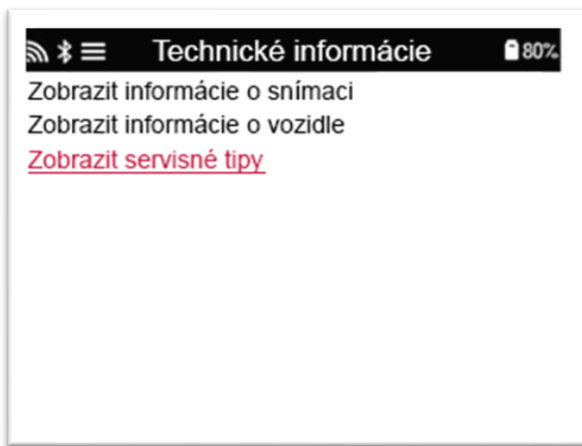 Technické informácie 80%
Zobrazit informácie o snímaci
Zobrazit informácie o vozidle
Zobrazit servisné tipy